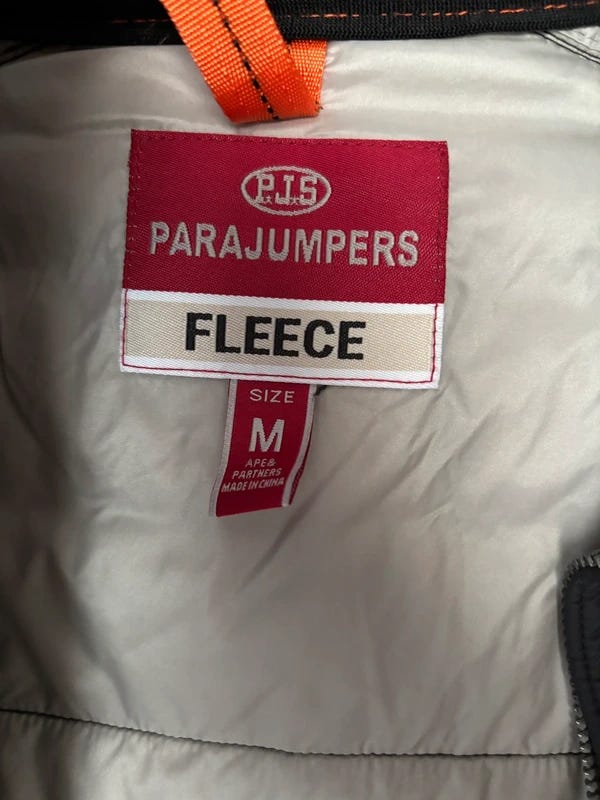 P.J.S
PARAJUMPERS
FLEECE
SIZE
M
APE&
PARTNERS
MADE IN CHINA